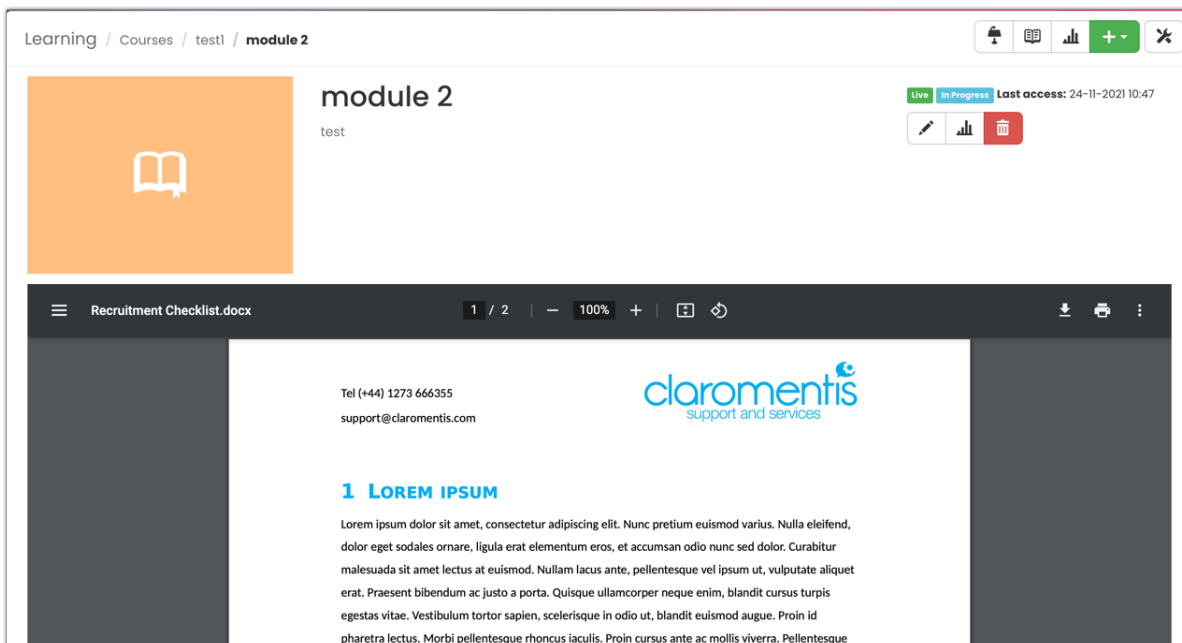 Learning / Courses / test1 / module 2
module 2
test
Live In Progress Last access: 24-11-2021 10:47
Recruitment Checklist.docx 1 / 2 100%
Tel (+44) 1273 666355
support@claromentis.com
claromentis
support and services
1 LOREM IPSUM
Lorem ipsum dolor sit amet, consectetur adipiscing elit. Nunc pretium euismod varius. Nulla eleifend,
dolor eget sodales ornare, ligula erat elementum eros, et accumsan odio nunc sed dolor. Curabitur
malesuada sit amet lectus at euismod. Nullam lacus ante, pellentesque vel ipsum ut, vulputate aliquet
erat. Praesent bibendum ac justo a porta. Quisque ullamcorper neque enim, blandit cursus turpis
egestas vitae. Vestibulum tortor sapien, scelerisque in odio ut, blandit euismod augue. Proin id
pharetra lectus. Morbi pellentesque rhoncus iaculis. Proin cursus ante ac mollis viverra. Pellentesque